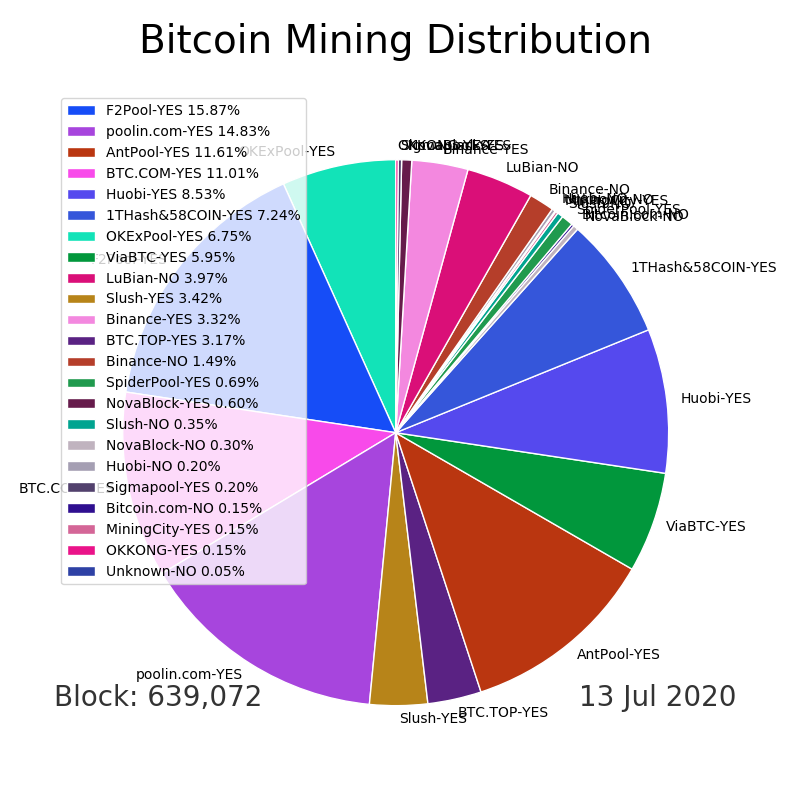 Bitcoin Mining Distribution
F2Pool-YES 15.87%
poolin.com-YES 14.83%
AntPool-YES 11.61%
BTC.COM-YES 11.01%
Huobi-YES 8.53%
1THash&58COIN-YES 7.24%
OKExPool-YES 6.75%
ViaBTC-YES 5.95%
LuBian-NO 3.97%
Slush-YES 3.42%
Binance-YES 3.32%
BTC.TOP-YES 3.17%
Binance-NO 1.49%
SpiderPool-YES 0.69%
NovaBlock-YES 0.60%
Slush-NO 0.35%
NovaBlock-NO 0.30%
Huobi-NO 0.20%
Sigmapool-YES 0.20%
Bitcoin.com-NO 0.15%
MiningCity-YES 0.15%
OKKONG-YES 0.15%
Unknown-NO 0.05%
OKExPool-YES
Binance-YES
LuBian-NO
Binance-NO
SpiderPool-YES
Bitcoin.com-NO
NovaBlock-NO
1THash&58COIN-YES
Huobi-YES
ViaBTC-YES
AntPool-YES
BTC.TOP-YES
Slush-YES
poolin.com-YES
Block: 639,072
13 Jul 2020